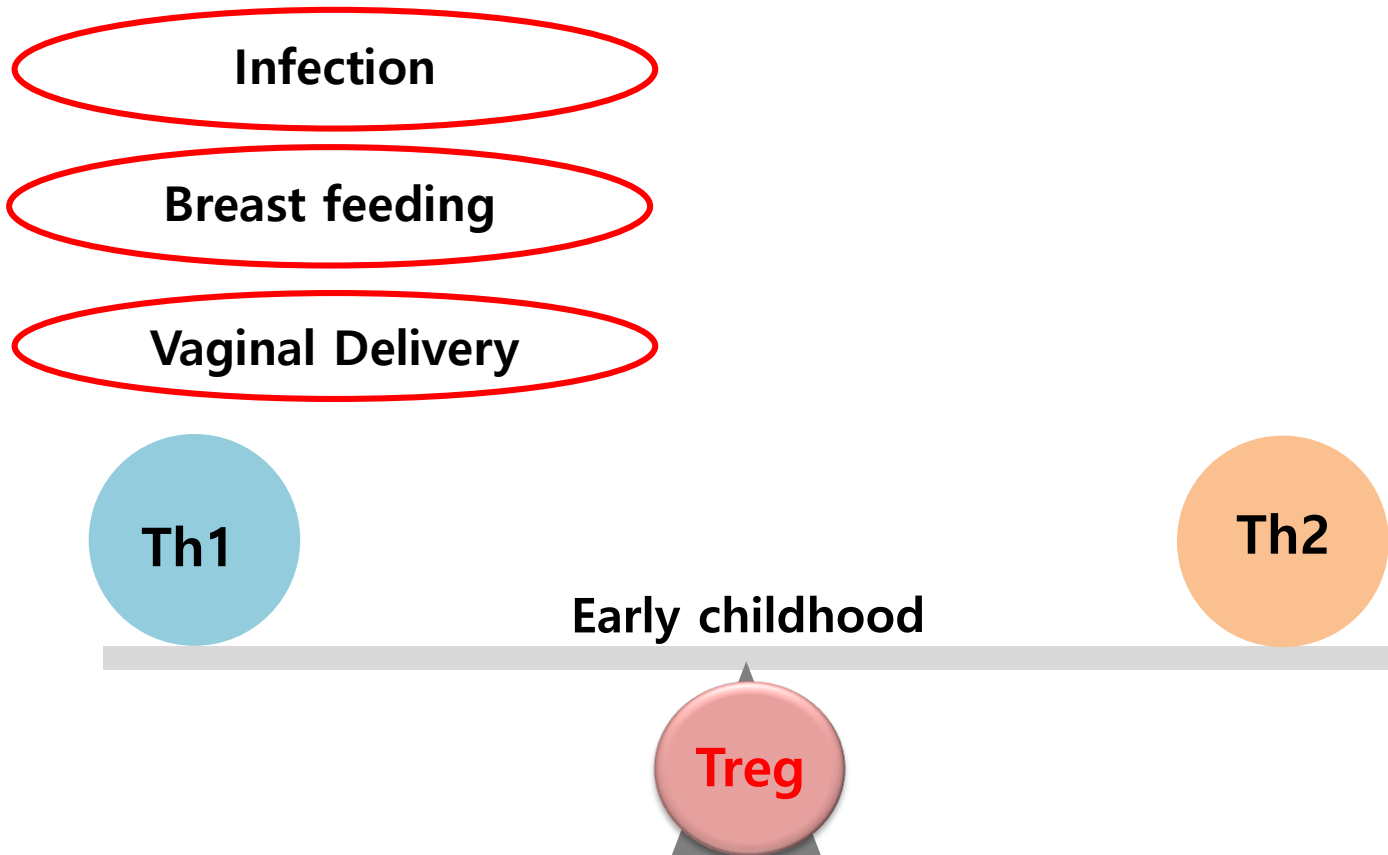 Infection
Breast feeding
Vaginal Delivery
Th1
Th2
Early childhood
Treg